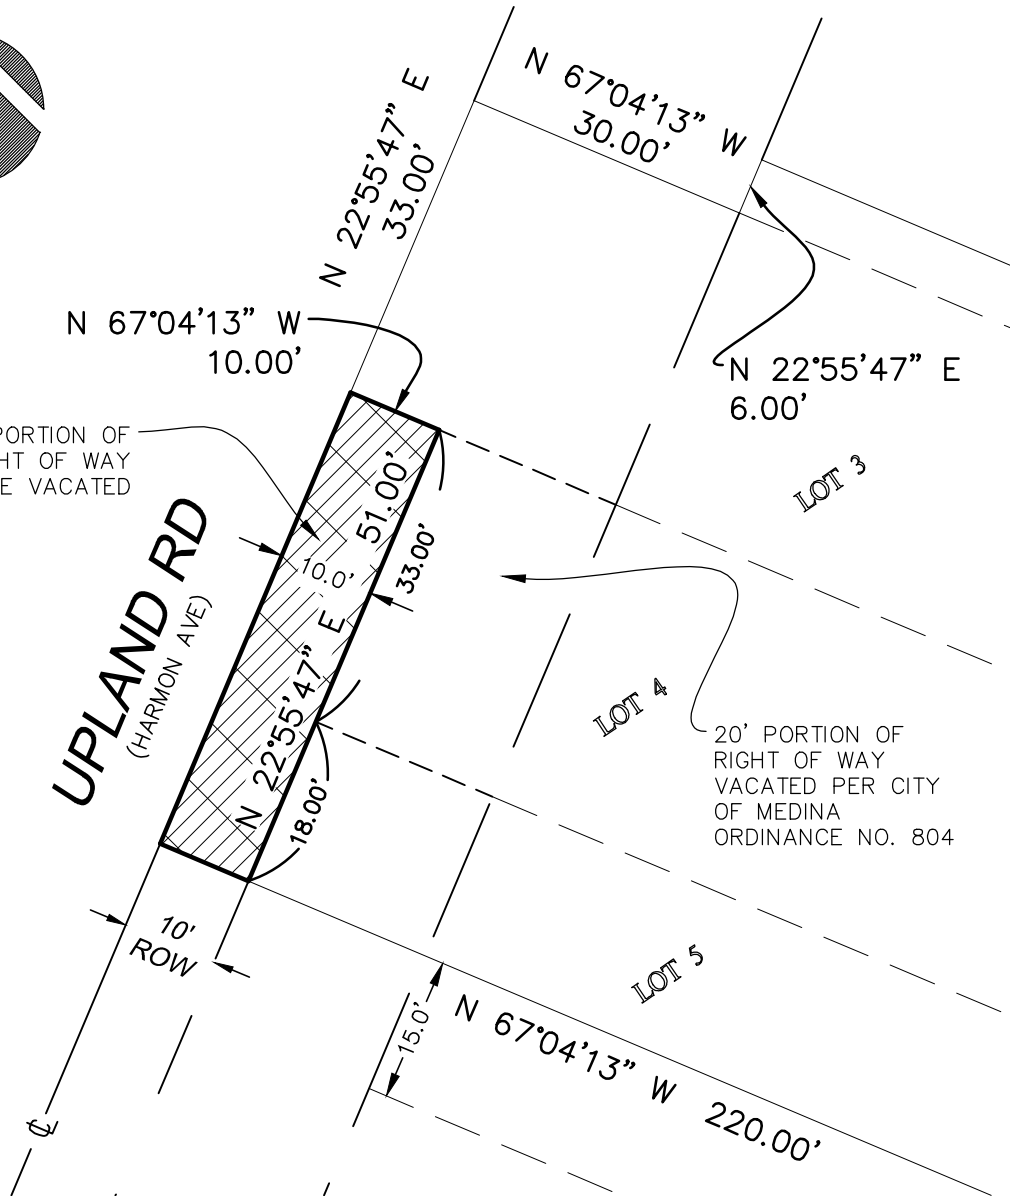 N 67°04'13" W
30.00'
N 22°55'47" E
33.00'
N 67°04'13" W
10.00'
N 22°55'47" E
6.00'
PORTION OF
HT OF WAY
E VACATED
LOT 3
51.00'
N 22°55'47" E
10.0'
33.00'
18.00'
UPLAND RD
(HARMON AVE)
LOT 4
20' PORTION OF
RIGHT OF WAY
VACATED PER CITY
OF MEDINA
ORDINANCE NO. 804
10'
ROW
LOT 5
15.0'
N 67°04'13" W 220.00'
℄